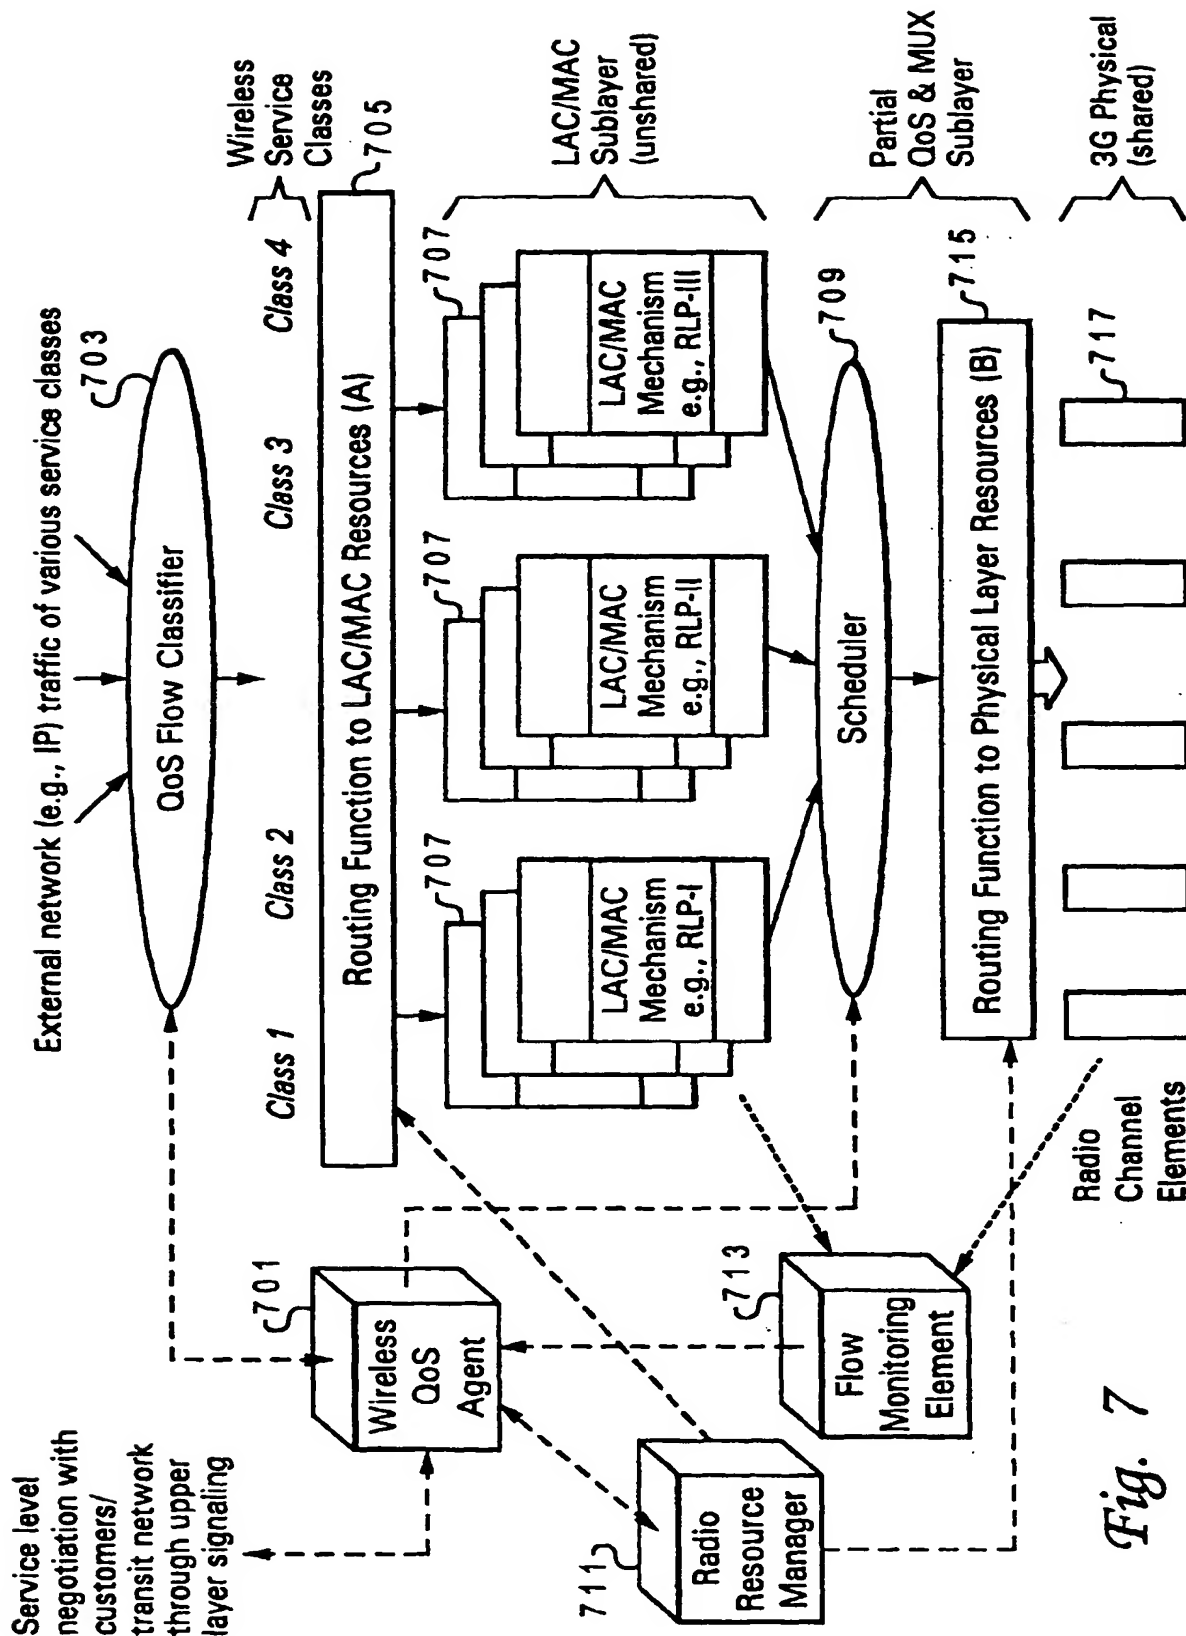 External network (e.g., IP) traffic of various service classes
703
QoS Flow Classifier
Service level
negotiation with
customers/
transit network
through upper
layer signaling
Wireless
Service
Classes
Class 1
Class 2
Class 3
Class 4
705
Routing Function to LAC/MAC Resources (A)
701
Wireless
QoS
Agent
707
LAC/MAC
Mechanism
e.g., RLP-I
707
LAC/MAC
Mechanism
e.g., RLP-II
707
LAC/MAC
Mechanism
e.g., RLP-III
LAC/MAC
Sublayer
(unshared)
711
Radio
Resource
Manager
713
Flow
Monitoring
Element
709
Scheduler
Partial
QoS & MUX
Sublayer
715
Routing Function to Physical Layer Resources (B)
Radio
Channel
Elements
717
3G Physical
(shared)
Fig. 7